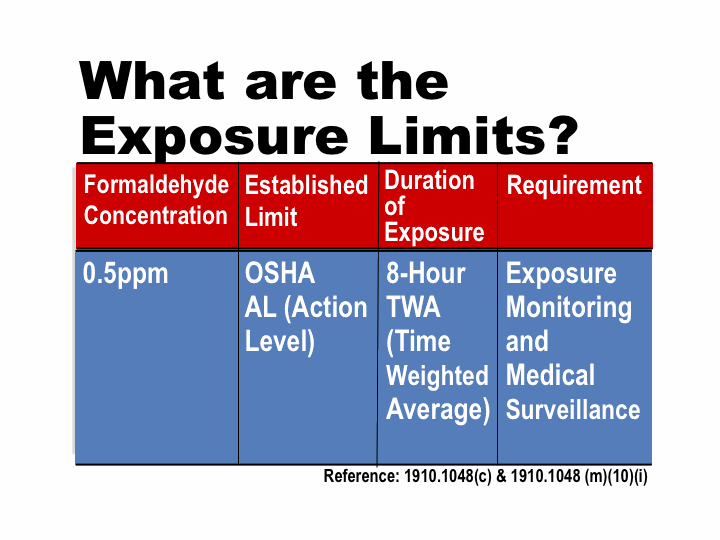 What are the
Exposure Limits?
Formaldehyde
Concentration
Established
Limit
Duration
of
Exposure
Requirement
0.5ppm
OSHA
AL (Action
Level)
8-Hour
TWA
(Time
Weighted
Average)
Exposure
Monitoring
and
Medical
Surveillance
Reference: 1910.1048(c) & 1910.1048 (m)(10)(i)